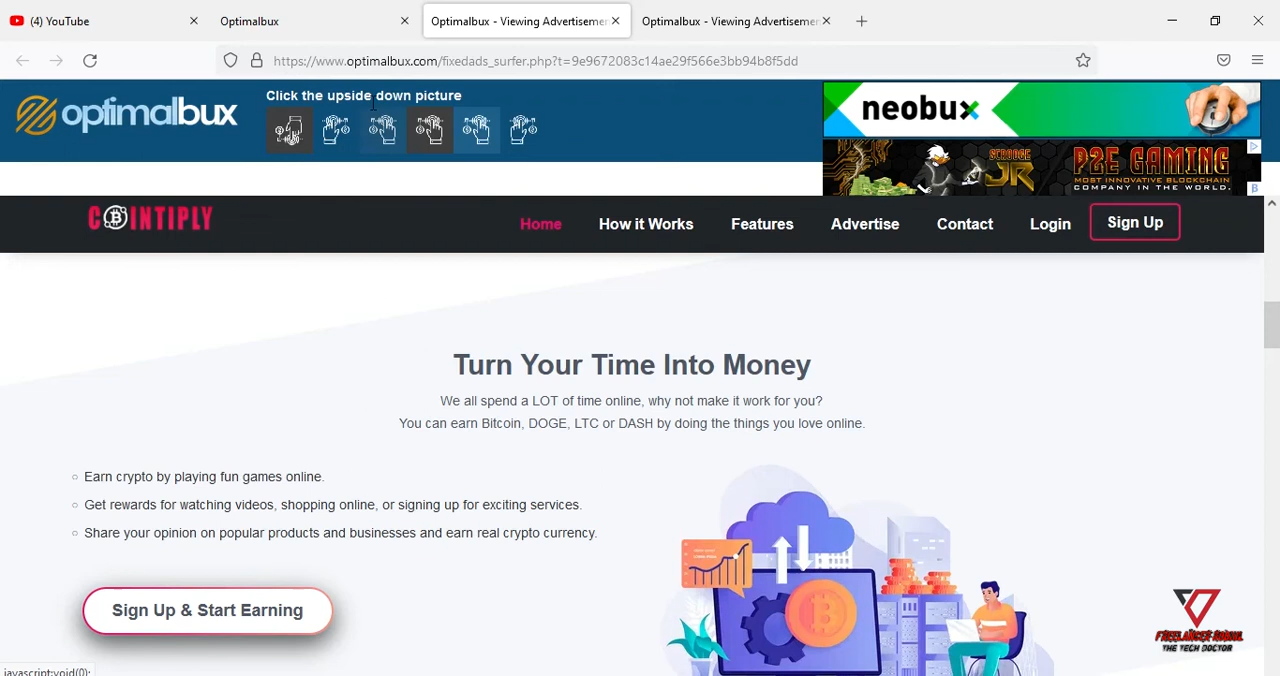 (4) YouTube
Optimalbux
Optimalbux - Viewing Advertisemen
Optimalbux - Viewing Advertisemen
https://www.optimalbux.com/fixedads_surfer.php?t=9e9672083c14ae29f566e3bb94b8f5dd
optimalbux
Click the upside down picture
neobux
SCROOGE
JR
P2E GAMING
MOST INNOVATIVE BLOCKCHAIN
COMPANY IN THE WORLD.
B
COINTIPLY
Home
How it Works
Features
Advertise
Contact
Login
Sign Up
Turn Your Time Into Money
We all spend a LOT of time online, why not make it work for you?
You can earn Bitcoin, DOGE, LTC or DASH by doing the things you love online.
Earn crypto by playing fun games online.
Get rewards for watching videos, shopping online, or signing up for exciting services.
Share your opinion on popular products and businesses and earn real crypto currency.
Sign Up & Start Earning
THE TECH DOCTOR
javascript:void(0);